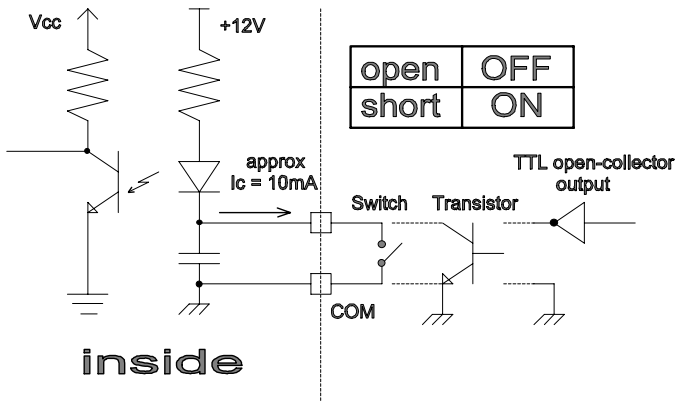 Vcc
+12V
open OFF
short ON
approx
Ic = 10mA
TTL open-collector
output
Switch
Transistor
COM
inside